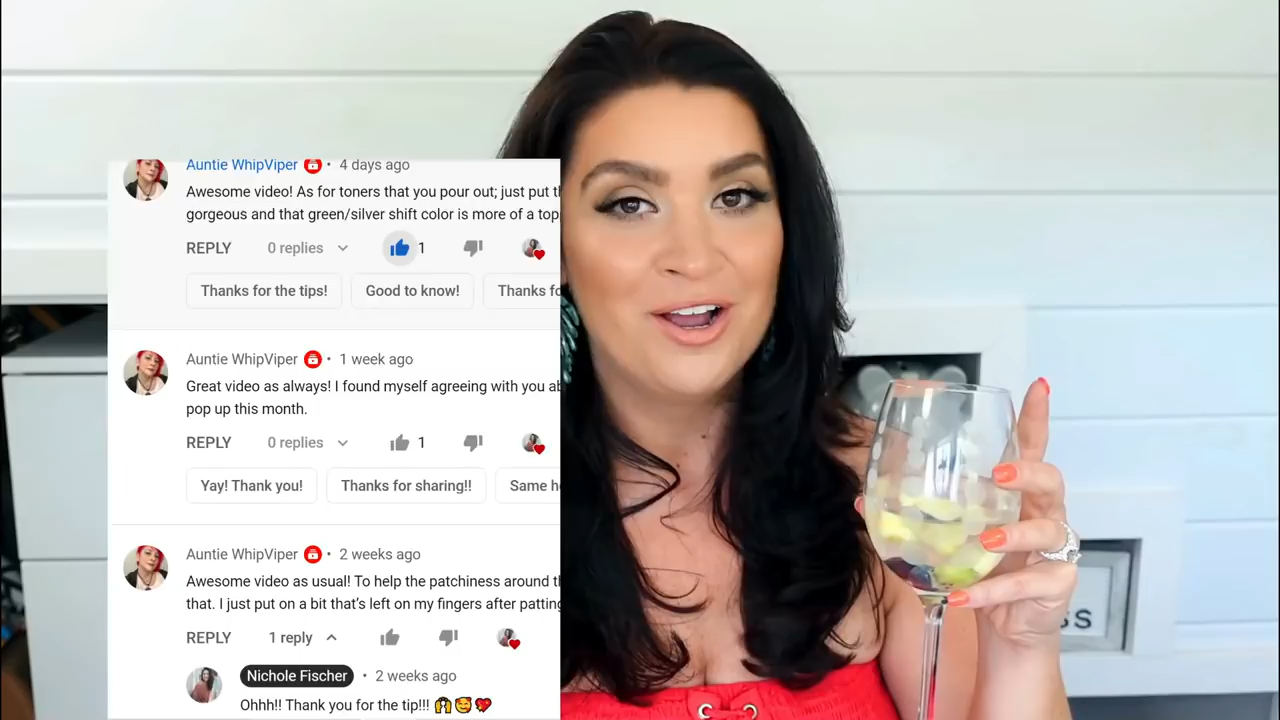 Auntie WhipViper • 4 days ago
Awesome video! As for toners that you pour out; just put
gorgeous and that green/silver shift color is more of a top
REPLY 0 replies 1
Thanks for the tips! Good to know! Thanks
Auntie WhipViper • 1 week ago
Great video as always! I found myself agreeing with you
pop up this month.
REPLY 0 replies 1
Yay! Thank you! Thanks for sharing!! Same
Auntie WhipViper • 2 weeks ago
Awesome video as usual! To help the patchiness around
that. I just put on a bit that's left on my fingers after patting
REPLY 1 reply
Nichole Fischer • 2 weeks ago
Ohhh!! Thank you for the tip!!! 🙌🥰💖